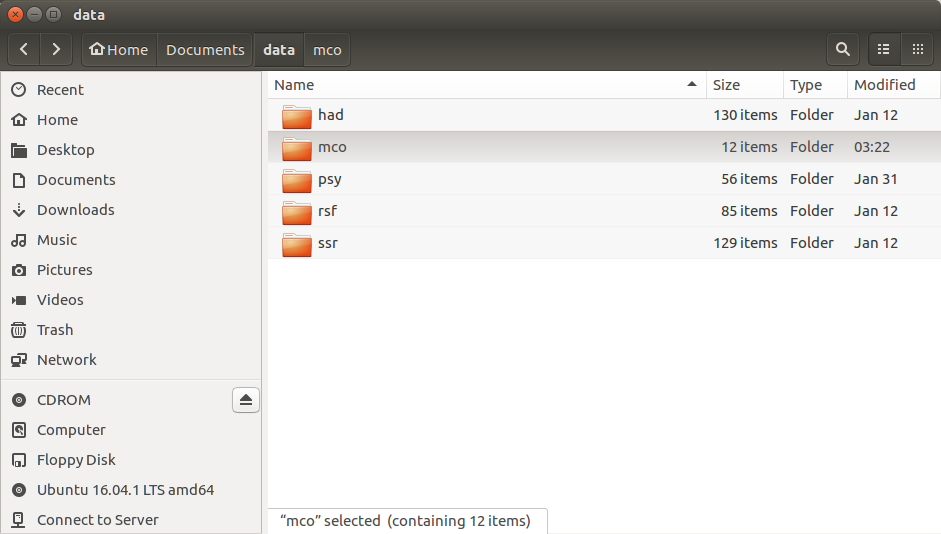 data
Home Documents data mco
Name Size Type Modified
had 130 items Folder Jan 12
mco 12 items Folder 03:22
psy 56 items Folder Jan 31
rsf 85 items Folder Jan 12
ssr 129 items Folder Jan 12
Recent
Home
Desktop
Documents
Downloads
Music
Pictures
Videos
Trash
Network
CDROM
Computer
Floppy Disk
Ubuntu 16.04.1 LTS amd64
Connect to Server
“mco” selected (containing 12 items)